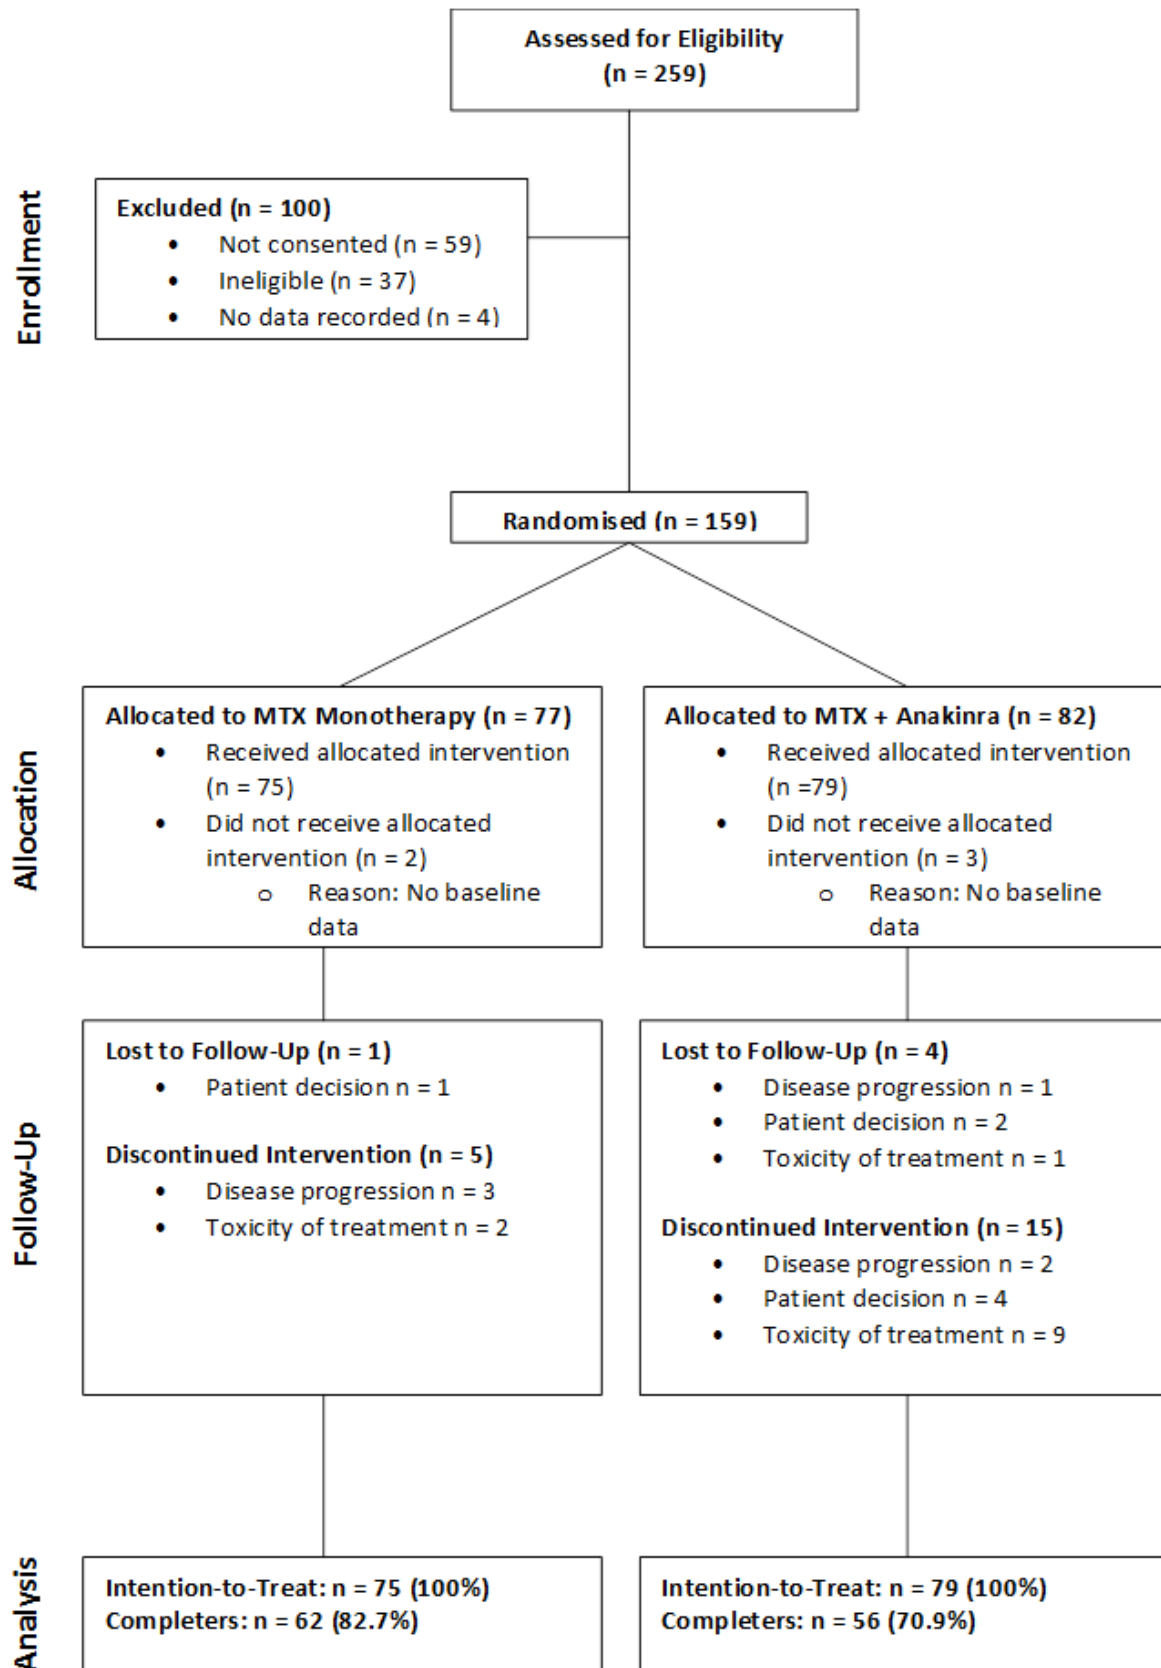 Assessed for Eligibility
(n = 259)
Enrollment
Excluded (n = 100)
• Not consented (n = 59)
• Ineligible (n = 37)
• No data recorded (n = 4)
Randomised (n = 159)
Allocation
Allocated to MTX Monotherapy (n = 77)
• Received allocated intervention
(n = 75)
• Did not receive allocated
intervention (n = 2)
o Reason: No baseline
data
Allocated to MTX + Anakinra (n = 82)
• Received allocated intervention
(n =79)
• Did not receive allocated
intervention (n = 3)
o Reason: No baseline
data
Follow-Up
Lost to Follow-Up (n = 1)
• Patient decision n = 1
Discontinued Intervention (n = 5)
• Disease progression n = 3
• Toxicity of treatment n = 2
Lost to Follow-Up (n = 4)
• Disease progression n = 1
• Patient decision n = 2
• Toxicity of treatment n = 1
Discontinued Intervention (n = 15)
• Disease progression n = 2
• Patient decision n = 4
• Toxicity of treatment n = 9
Analysis
Intention-to-Treat: n = 75 (100%)
Completers: n = 62 (82.7%)
Intention-to-Treat: n = 79 (100%)
Completers: n = 56 (70.9%)